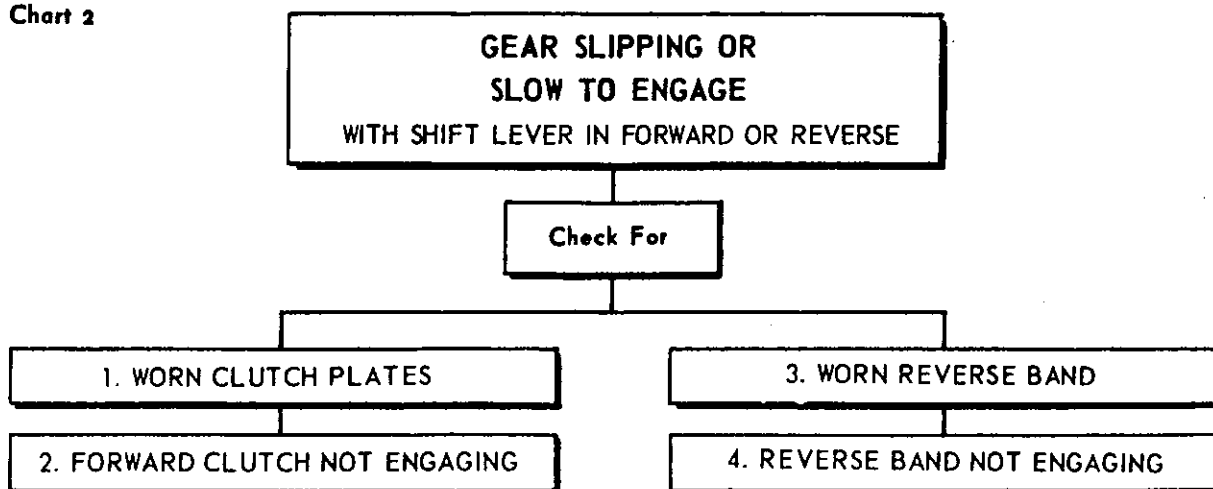 Chart 2
GEAR SLIPPING OR
SLOW TO ENGAGE
WITH SHIFT LEVER IN FORWARD OR REVERSE
Check For
1. WORN CLUTCH PLATES
2. FORWARD CLUTCH NOT ENGAGING
3. WORN REVERSE BAND
4. REVERSE BAND NOT ENGAGING